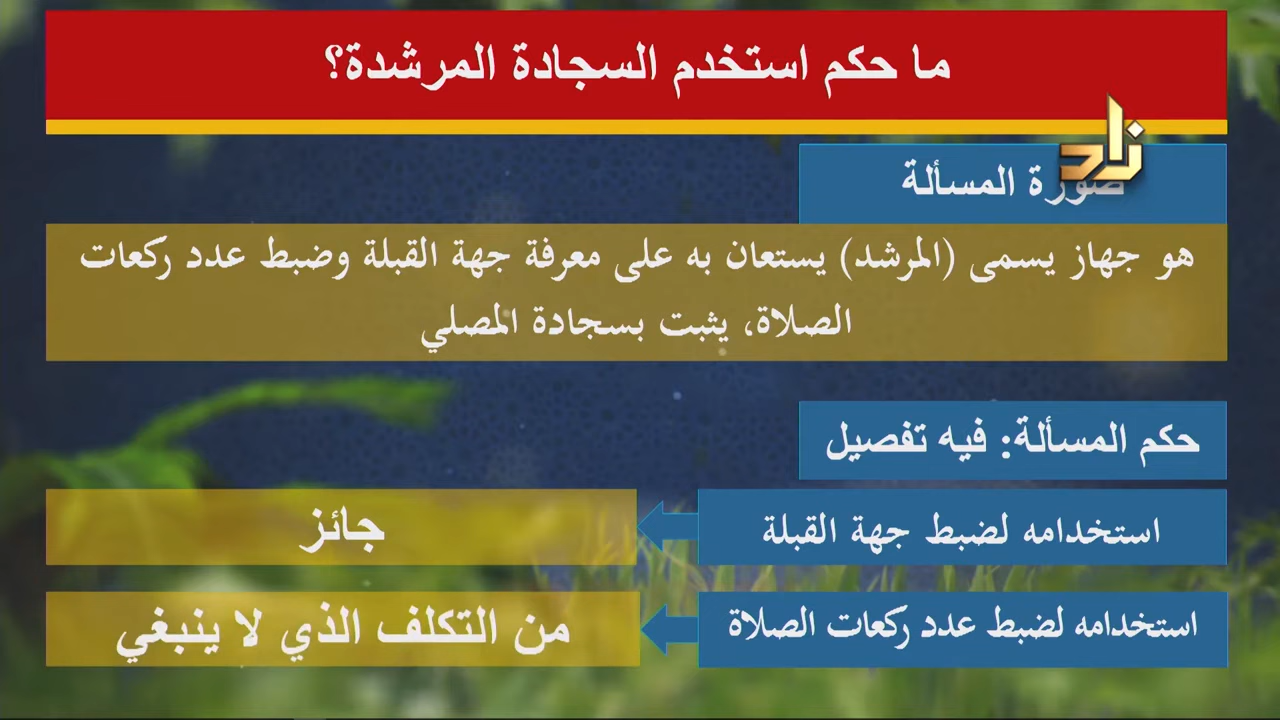 ما حكم استخدم السجادة المرشدة؟
زاد
صورة المسألة
هو جهاز يسمى (المرشد) يستعان به على معرفة جهة القبلة وضبط عدد ركعات
الصلاة، يثبت بسجادة المصلي
حكم المسألة: فيه تفصيل
استخدامه لضبط جهة القبلة
جائز
استخدامه لضبط عدد ركعات الصلاة
من التكلف الذي لا ينبغي